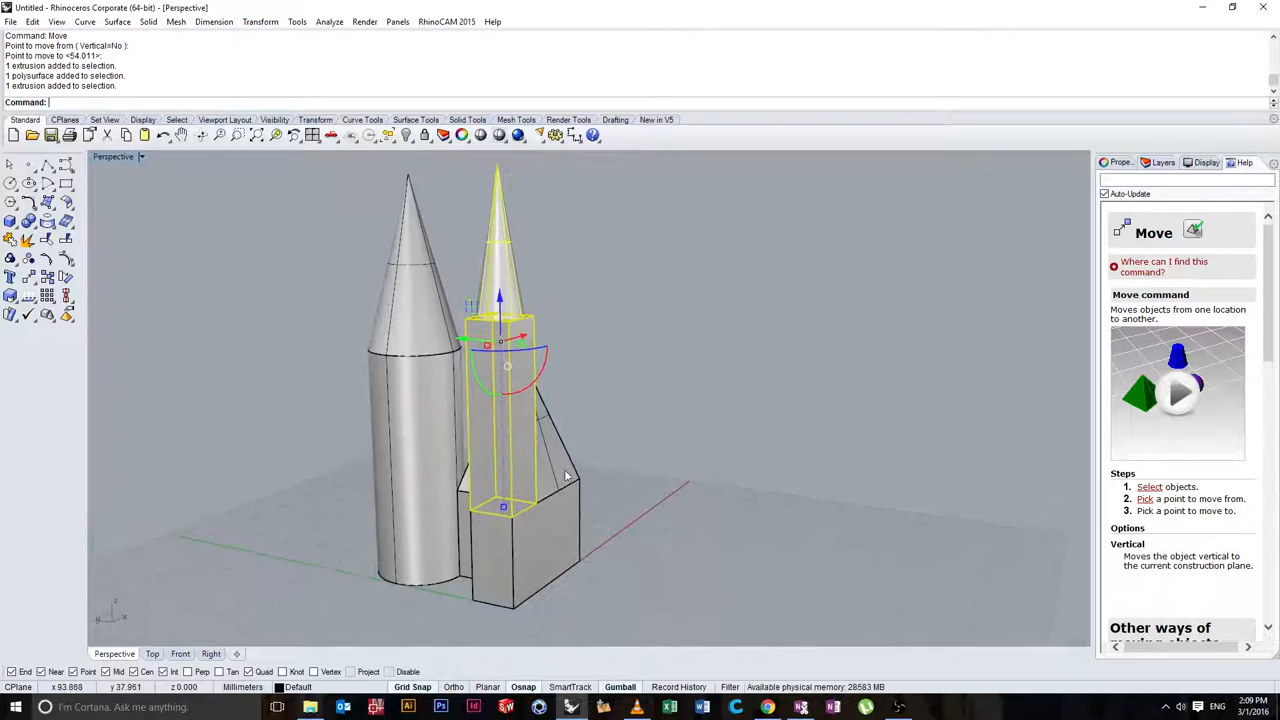 Untitled - Rhinoceros Corporate (64-bit) - [Perspective]
File Edit View Curve Surface Solid Mesh Dimension Transform Tools Analyze Render Panels RhinoCAM 2015 Help
Command: Move
Point to move from ( Vertical=No ):
Point to move to <54.011>:
1 extrusion added to selection.
1 polysurface added to selection.
1 extrusion added to selection.
Command:
Standard CPlanes Set View Display Select Viewport Layout Visibility Transform Curve Tools Surface Tools Solid Tools Mesh Tools Render Tools Drafting New in V5
Perspective
Prope... Layers Display Help
Auto-Update
Move
Where can I find this
command?
Move command
Moves objects from one location
to another.
Steps
1. Select objects.
2. Pick a point to move from.
3. Pick a point to move to.
Options
Vertical
Moves the object vertical to
the current construction plane.
Other ways of
z
y x
Perspective Top Front Right
End Near Point Mid Cen Int Perp Tan Quad Knot Vertex Project Disable
CPlane x 93.868 y 37.951 z 0.000 Millimeters Default Grid Snap Ortho Planar Osnap SmartTrack Gumball Record History Filter Available physical memory: 28583 MB
I'm Cortana. Ask me anything.
2:09 PM
3/1/2016